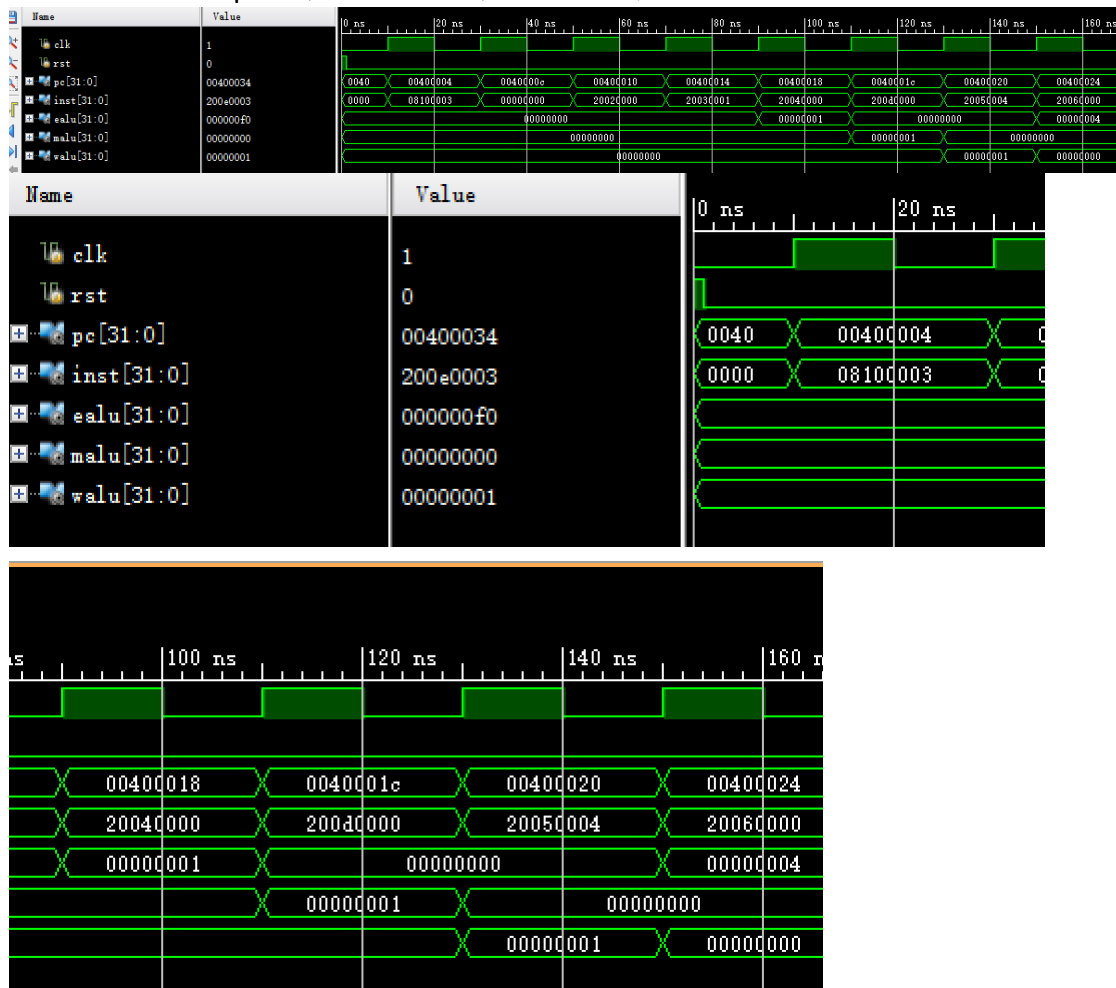 Name Value 0 ns 20 ns 40 ns 60 ns 80 ns 100 ns 120 ns 140 ns 160 ns
clk 1
rst 0
pc[31:0] 00400034 0040 00400004 0040000c 00400010 00400014 00400018 0040001c 00400020 00400024
inst[31:0] 200e0003 0000 08100003 00000000 20020000 20030001 20040000 200d0000 20050004 20060000
ealu[31:0] 000000f0 00000000 00000001 00000000 00000004
malu[31:0] 00000000 00000000 00000001 00000000
walu[31:0] 00000001 00000000 00000001 00000000
Name Value 0 ns 20 ns
clk 1
rst 0
pc[31:0] 00400034 0040 00400004
inst[31:0] 200e0003 0000 08100003
ealu[31:0] 000000f0
malu[31:0] 00000000
walu[31:0] 00000001
100 ns 120 ns 140 ns 160
00400018 0040001c 00400020 00400024
20040000 200d0000 20050004 20060000
00000001 00000000 00000004
00000001 00000000
00000001 00000000